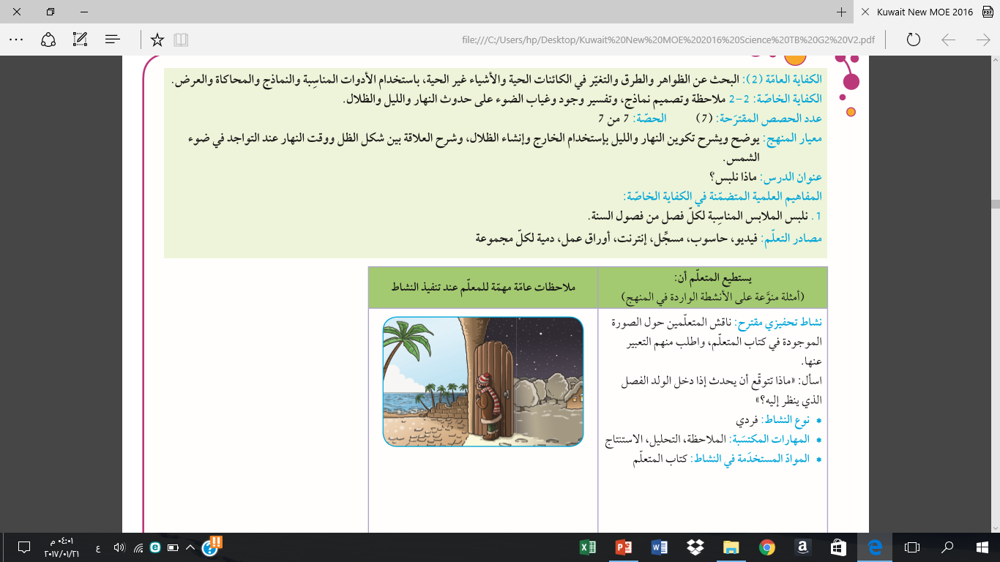 Kuwait New MOE 2016
file:///C:/Users/hp/Desktop/Kuwait%20New%20MOE%202016%20Science%20TB%20G2%20V2.pdf
الكفاية العامّة (2): البحث عن الظواهر والطرق والتغيّر في الكائنات الحية والأشياء غير الحية، باستخدام الأدوات المناسِبة والنماذج والمحاكاة والعرض.
الكفاية الخاصّة: 2-2 ملاحظة وتصميم نماذج، وتفسير وجود وغياب الضوء على حدوث النهار والليل والظلال.
عدد الحصص المقترَحة: (7) الحصّة: 7 من 7
معيار المنهج: يوضح ويشرح تكوين النهار والليل بإستخدام الخارج وإنشاء الظلال، وشرح العلاقة بين شكل الظل ووقت النهار عند التواجد في ضوء
الشمس.
عنوان الدرس: ماذا نلبس؟
المفاهيم العلمية المتضمّنة في الكفاية الخاصّة:
1. نلبس الملابس المناسِبة لكلّ فصل من فصول السنة.
مصادر التعلّم: فيديو، حاسوب، مسجِّل، إنترنت، أوراق عمل، دمية لكلّ مجموعة
يستطيع المتعلّم أن:
(أمثلة منوَّعة على الأنشطة الواردة في المنهج)
ملاحظات عامّة مهمّة للمعلّم عند تنفيذ النشاط
نشاط تحفيزي مقترح: ناقش المتعلّمين حول الصورة
الموجودة في كتاب المتعلّم، واطلب منهم التعبير
عنها.
اسأل: «ماذا تتوقّع أن يحدث إذا دخل الولد الفصل
الذي ينظر إليه؟»
* نوع النشاط: فردي
* المهارات المكتسَبة: الملاحظة، التحليل، الاستنتاج
* الموادّ المستخدَمة في النشاط: كتاب المتعلّم
٠٤:٠١ م
٢٠١٧/٠١/٢١
ع